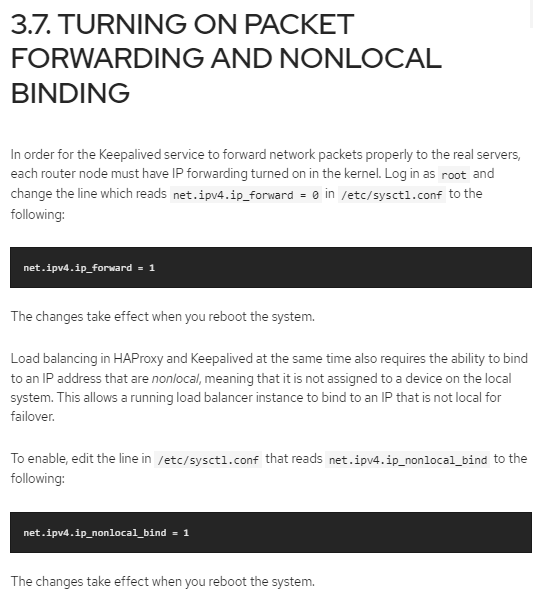 3.7. TURNING ON PACKET
FORWARDING AND NONLOCAL
BINDING
In order for the Keepalived service to forward network packets properly to the real servers,
each router node must have IP forwarding turned on in the kernel. Log in as root and
change the line which reads net.ipv4.ip_forward = 0 in /etc/sysctl.conf to the
following:
net.ipv4.ip_forward = 1
The changes take effect when you reboot the system.
Load balancing in HAProxy and Keepalived at the same time also requires the ability to bind
to an IP address that are nonlocal, meaning that it is not assigned to a device on the local
system. This allows a running load balancer instance to bind to an IP that is not local for
failover.
To enable, edit the line in /etc/sysctl.conf that reads net.ipv4.ip_nonlocal_bind to the
following:
net.ipv4.ip_nonlocal_bind = 1
The changes take effect when you reboot the system.